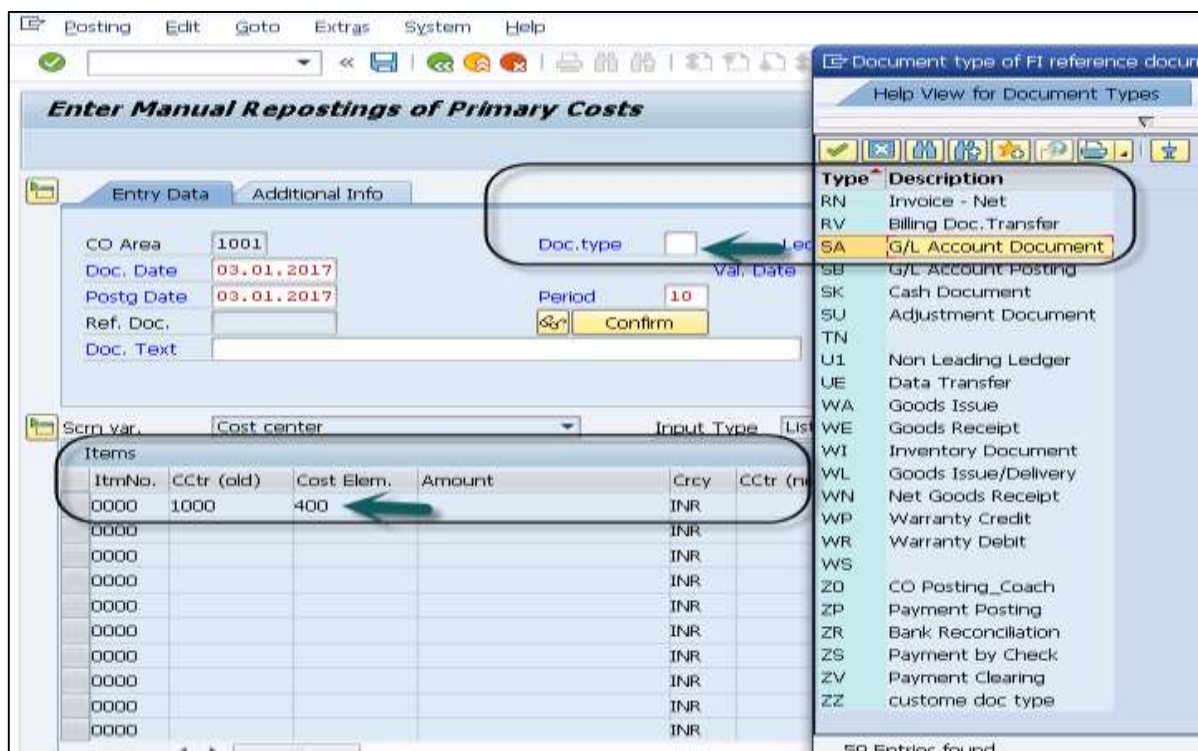 Posting Edit Goto Extras System Help
Enter Manual Repostings of Primary Costs
Entry Data Additional Info
CO Area 1001 Doc.type
Doc. Date 03.01.2017 Val. Date
Postg Date 03.01.2017 Period 10
Ref. Doc. Confirm
Doc. Text
Scrn var. Cost center Input Type
Items
ItmNo. CCtr (old) Cost Elem. Amount Crcy CCtr
0000 1000 400 INR
0000 INR
0000 INR
0000 INR
0000 INR
0000 INR
0000 INR
0000 INR
0000 INR
0000 INR
Document type of FI reference
Help View for Document Types
Type Description
RN Invoice - Net
RV Billing Doc.Transfer
SA G/L Account Document
SB G/L Account Posting
SK Cash Document
SU Adjustment Document
TN
U1 Non Leading Ledger
UE Data Transfer
WA Goods Issue
WE Goods Receipt
WI Inventory Document
WL Goods Issue/Delivery
WN Net Goods Receipt
WP Warranty Credit
WR Warranty Debit
WS
Z0 CO Posting_Coach
ZP Payment Posting
ZR Bank Reconciliation
ZS Payment by Check
ZV Payment Clearing
ZZ custome doc type
Entries found